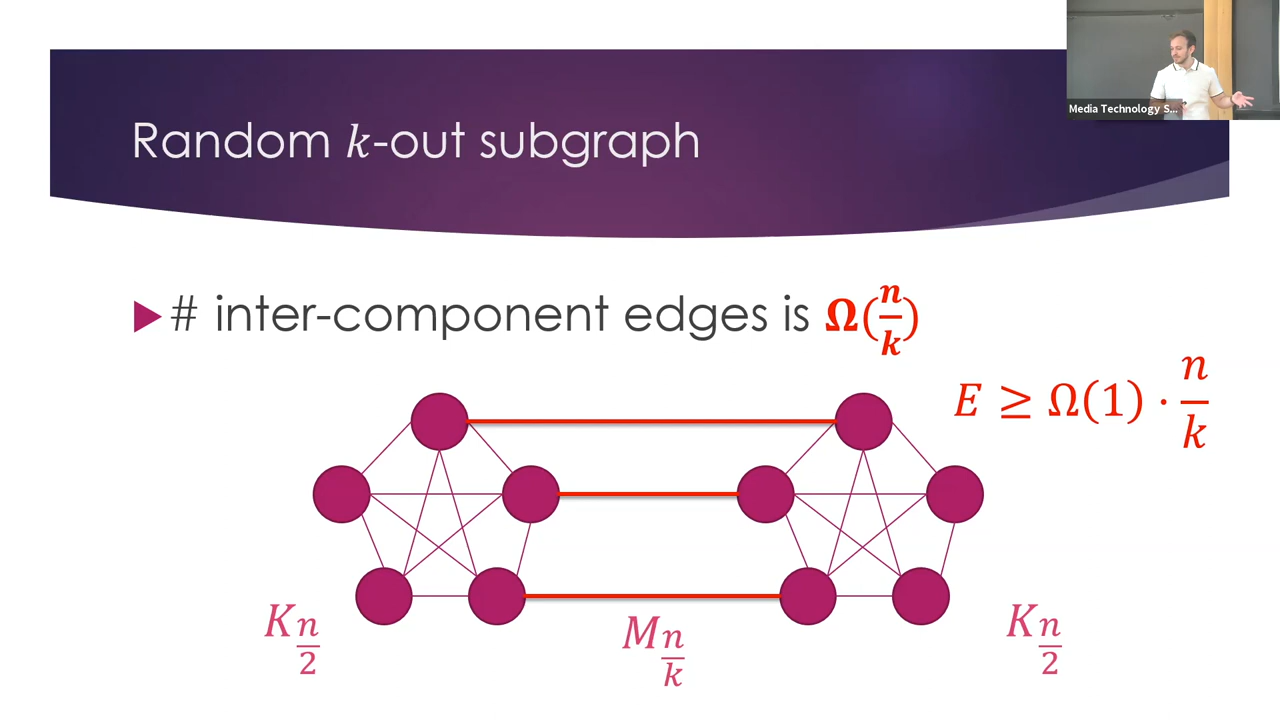 Media Technology S...
Random k-out subgraph
# inter-component edges is Ω(n/k)
E ≥ Ω(1) · n/k
K n/2
M n/k
K n/2